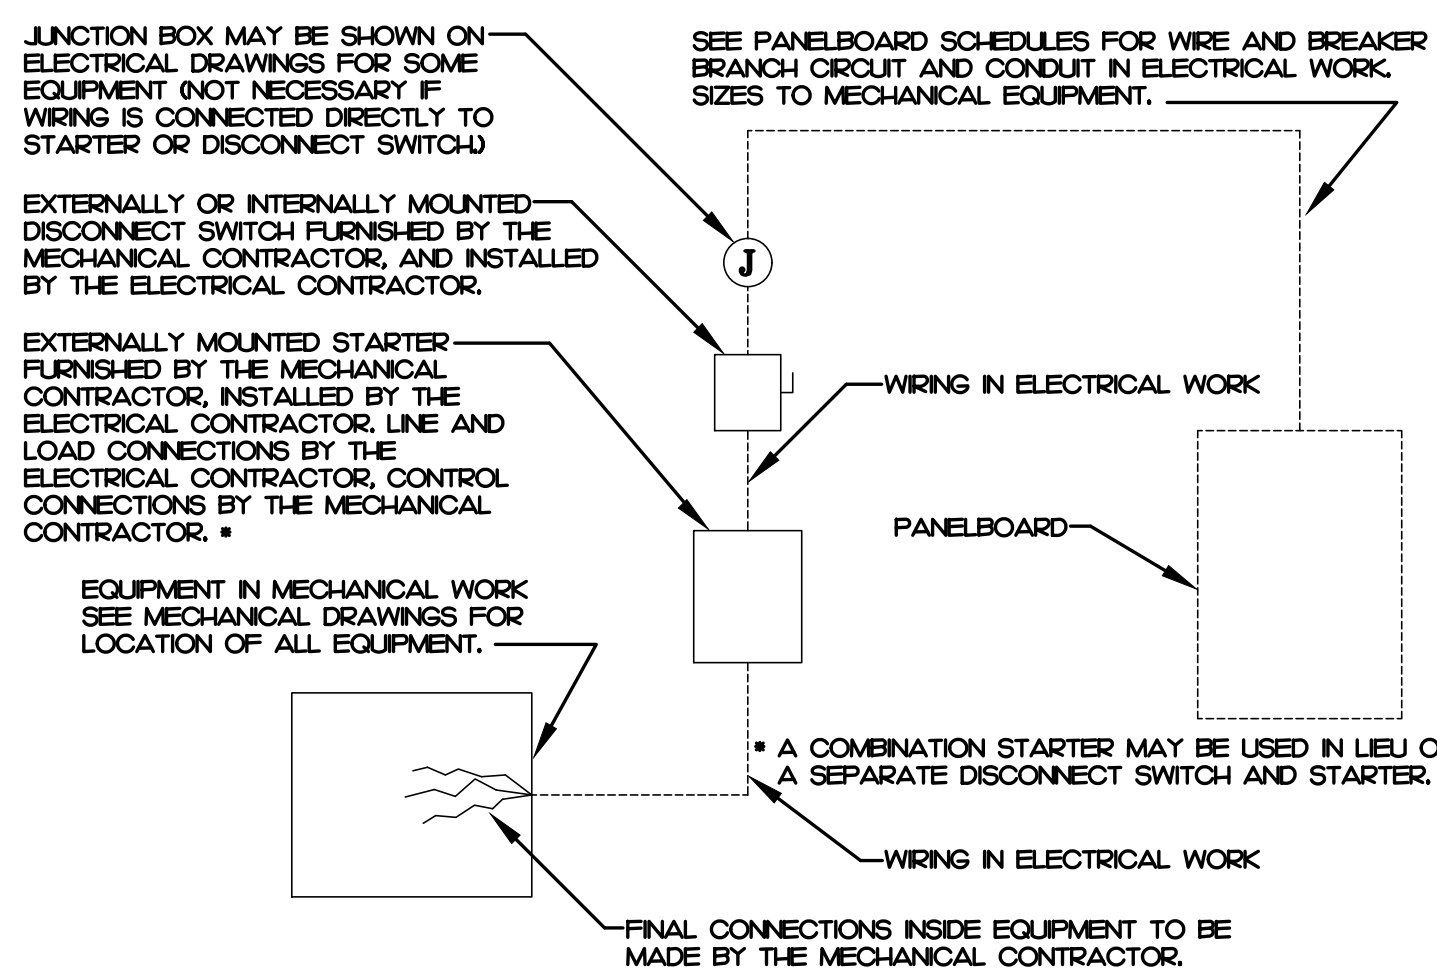 JUNCTION BOX MAY BE SHOWN ON
ELECTRICAL DRAWINGS FOR SOME
EQUIPMENT (NOT NECESSARY IF
WIRING IS CONNECTED DIRECTLY TO
STARTER OR DISCONNECT SWITCH.)
SEE PANELBOARD SCHEDULES FOR WIRE AND BREAKER
BRANCH CIRCUIT AND CONDUIT IN ELECTRICAL WORK.
SIZES TO MECHANICAL EQUIPMENT.
EXTERNALLY OR INTERNALLY MOUNTED
DISCONNECT SWITCH FURNISHED BY THE
MECHANICAL CONTRACTOR, AND INSTALLED
BY THE ELECTRICAL CONTRACTOR.
J
EXTERNALLY MOUNTED STARTER
FURNISHED BY THE MECHANICAL
CONTRACTOR, INSTALLED BY THE
ELECTRICAL CONTRACTOR. LINE AND
LOAD CONNECTIONS BY THE
ELECTRICAL CONTRACTOR, CONTROL
CONNECTIONS BY THE MECHANICAL
CONTRACTOR. *
WIRING IN ELECTRICAL WORK
PANELBOARD
EQUIPMENT IN MECHANICAL WORK
SEE MECHANICAL DRAWINGS FOR
LOCATION OF ALL EQUIPMENT.
* A COMBINATION STARTER MAY BE USED IN LIEU O
A SEPARATE DISCONNECT SWITCH AND STARTER.
WIRING IN ELECTRICAL WORK
FINAL CONNECTIONS INSIDE EQUIPMENT TO BE
MADE BY THE MECHANICAL CONTRACTOR.